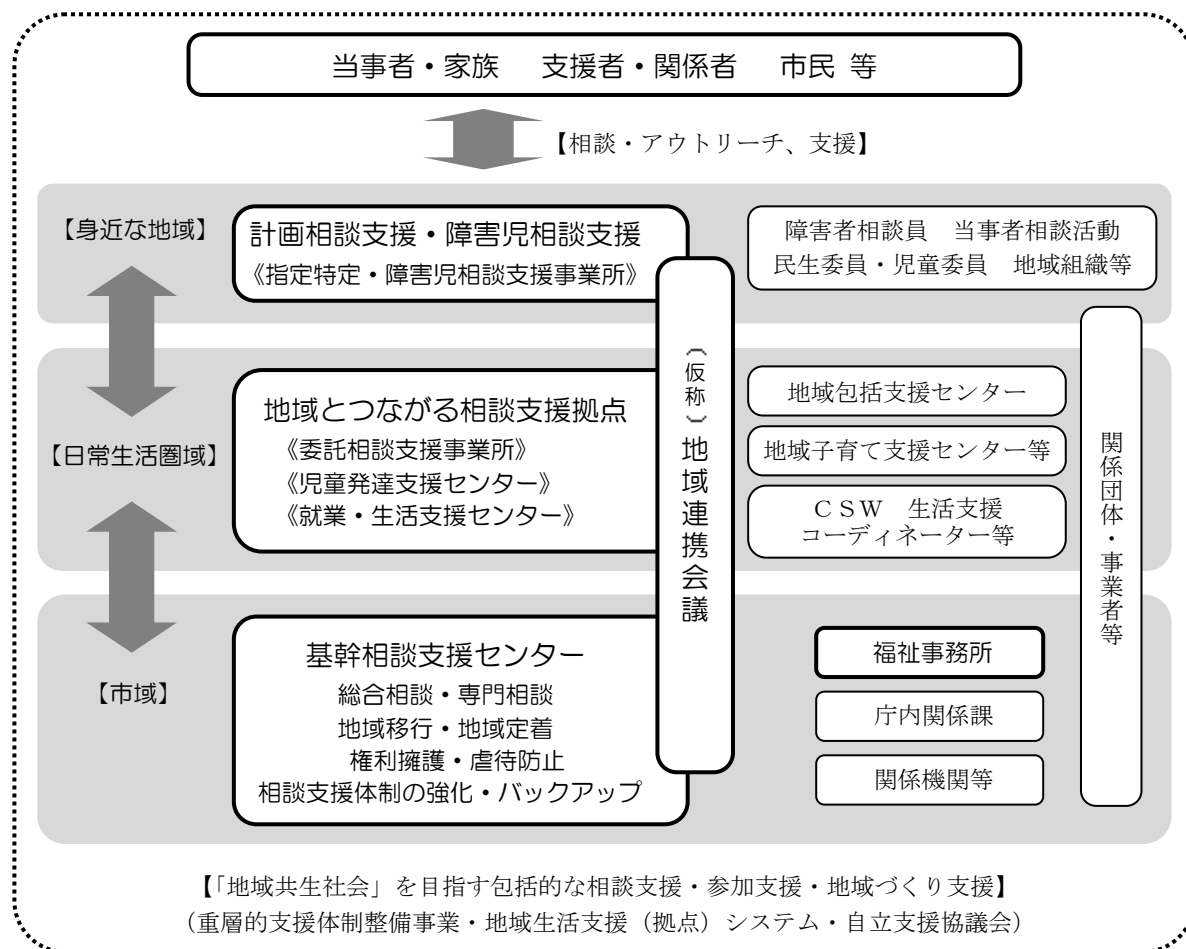 当事者・家族　支援者・関係者　市民 等
【相談・アウトリーチ、支援】
【身近な地域】
計画相談支援・障害児相談支援
《指定特定・障害児相談支援事業所》
障害者相談員　当事者相談活動
民生委員・児童委員　地域組織等
（仮称）地域連携会議
関係団体・事業者等
【日常生活圏域】
地域とつながる相談支援拠点
《委託相談支援事業所》
《児童発達支援センター》
《就業・生活支援センター》
地域包括支援センター
地域子育て支援センター等
ＣＳＷ　生活支援
コーディネーター等
【市域】
基幹相談支援センター
総合相談・専門相談
地域移行・地域定着
権利擁護・虐待防止
相談支援体制の強化・バックアップ
福祉事務所
庁内関係課
関係機関等
【「地域共生社会」を目指す包括的な相談支援・参加支援・地域づくり支援】
（重層的支援体制整備事業・地域生活支援（拠点）システム・自立支援協議会）